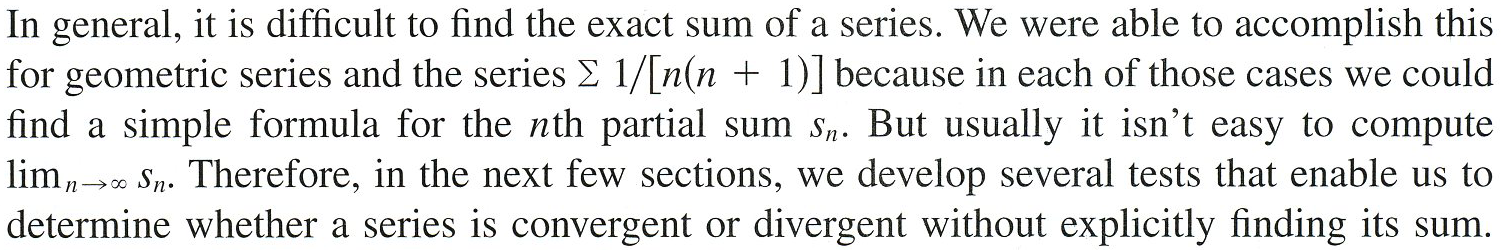 In general, it is difficult to find the exact sum of a series. We were able to accomplish this
for geometric series and the series Σ 1/[n(n + 1)] because in each of those cases we could
find a simple formula for the nth partial sum sₙ. But usually it isn’t easy to compute
limₙ→∞ sₙ. Therefore, in the next few sections, we develop several tests that enable us to
determine whether a series is convergent or divergent without explicitly finding its sum.